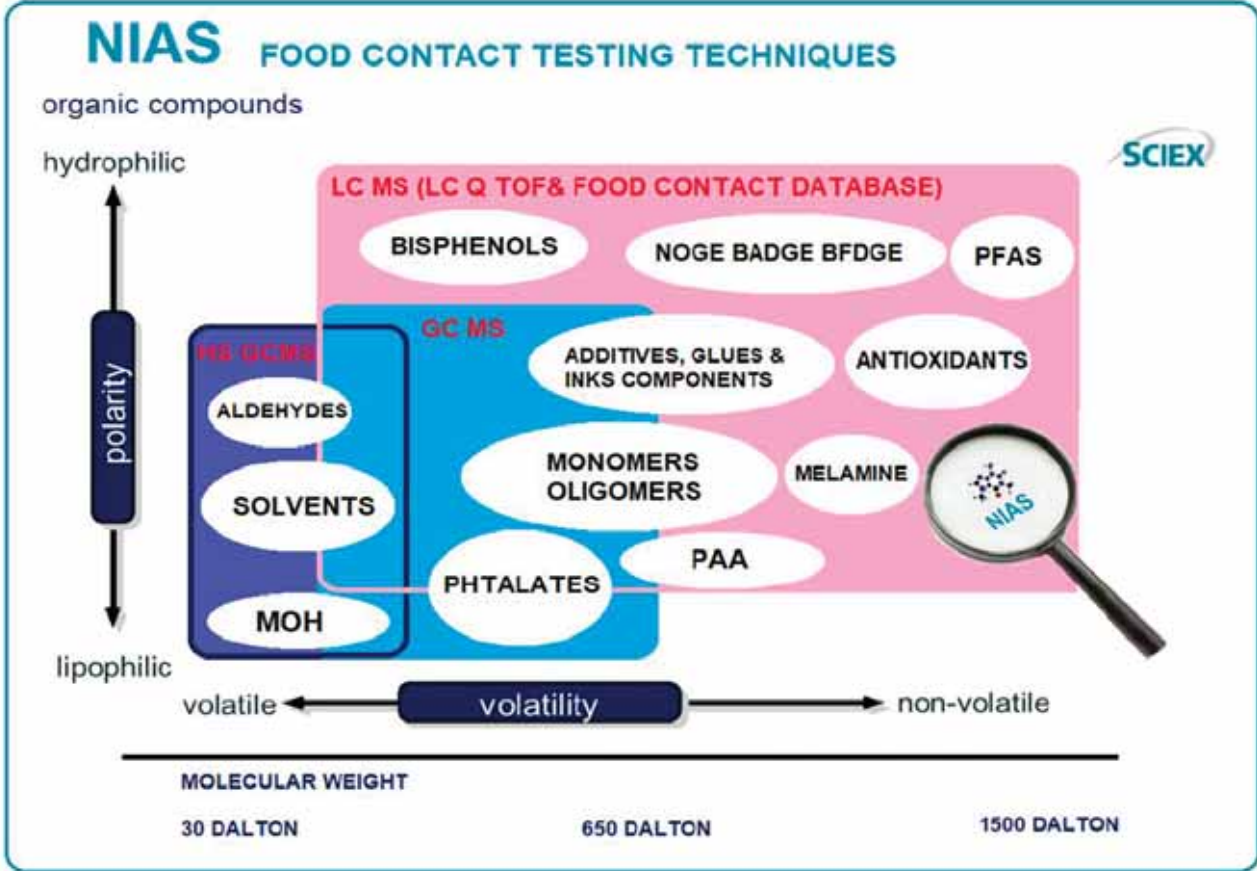 NIAS FOOD CONTACT TESTING TECHNIQUES
organic compounds
hydrophilic
SCIEX
LC MS (LC Q TOF& FOOD CONTACT DATABASE)
BISPHENOLS
NOGE BADGE BFDGE
PFAS
GC MS
HS GCMS
ADDITIVES, GLUES &
INKS COMPONENTS
ANTIOXIDANTS
ALDEHYDES
polarity
MONOMERS
OLIGOMERS
MELAMINE
NIAS
SOLVENTS
PAA
PHTALATES
MOH
lipophilic
volatile
volatility
non-volatile
MOLECULAR WEIGHT
30 DALTON
650 DALTON
1500 DALTON